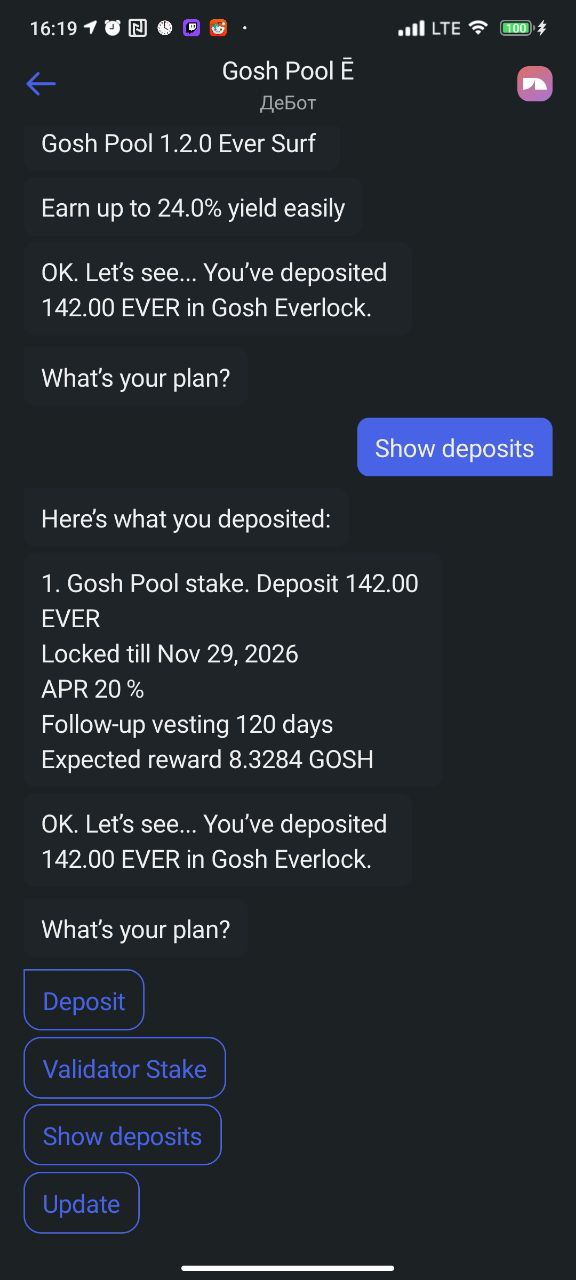 16:19 LTE 100
Gosh Pool Ē
ДеБот
Gosh Pool 1.2.0 Ever Surf
Earn up to 24.0% yield easily
OK. Let's see... You've deposited
142.00 EVER in Gosh Everlock.
What's your plan?
Show deposits
Here's what you deposited:
1. Gosh Pool stake. Deposit 142.00
EVER
Locked till Nov 29, 2026
APR 20 %
Follow-up vesting 120 days
Expected reward 8.3284 GOSH
OK. Let's see... You've deposited
142.00 EVER in Gosh Everlock.
What's your plan?
Deposit
Validator Stake
Show deposits
Update